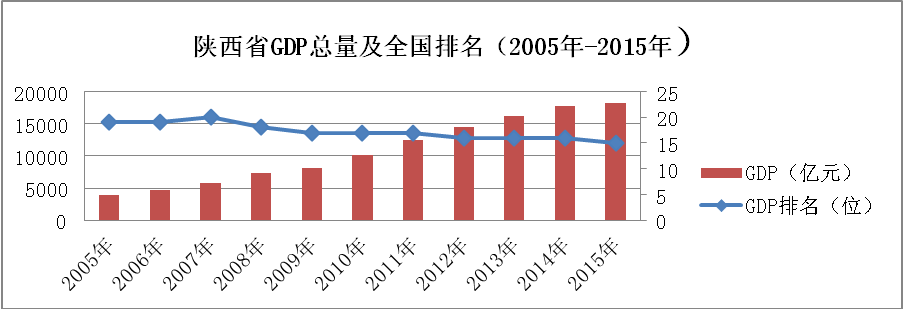 陕西省GDP总量及全国排名（2005年-2015年）
20000
15000
10000
5000
0
25
20
15
10
5
0
2005年
2006年
2007年
2008年
2009年
2010年
2011年
2012年
2013年
2014年
2015年
GDP（亿元）
GDP排名（位）